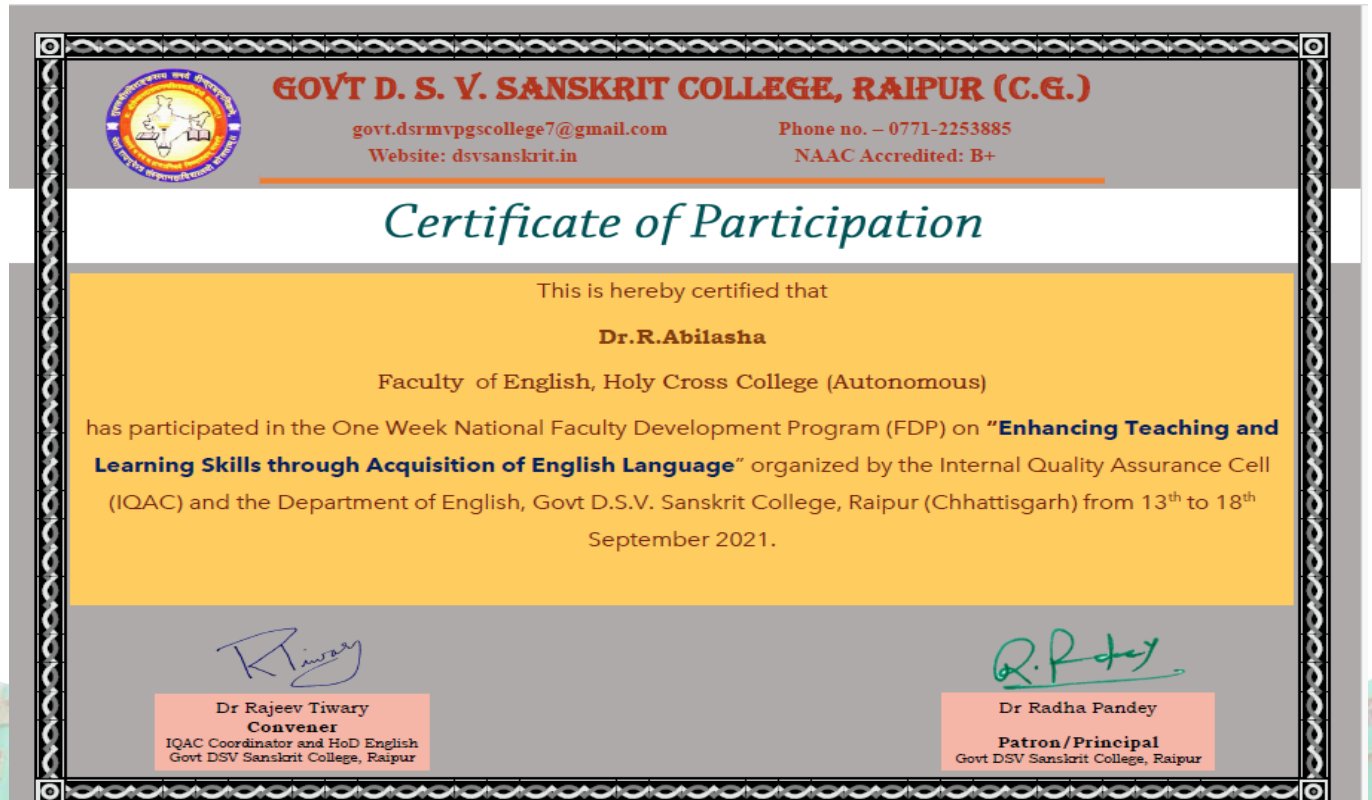 GOVT D. S. V. SANSKRIT COLLEGE, RAIPUR (C.G.)
govt.dsrmvpgscollege7@gmail.com Phone no. – 0771-2253885
Website: dsvsanskrit.in NAAC Accredited: B+
Certificate of Participation
This is hereby certified that
Dr.R.Abilasha
Faculty of English, Holy Cross College (Autonomous)
has participated in the One Week National Faculty Development Program (FDP) on "Enhancing Teaching and
Learning Skills through Acquisition of English Language" organized by the Internal Quality Assurance Cell
(IQAC) and the Department of English, Govt D.S.V. Sanskrit College, Raipur (Chhattisgarh) from 13th to 18th
September 2021.
RTiwary
R. Pandey
Dr Rajeev Tiwary
Convener
IQAC Coordinator and HoD English
Govt DSV Sanskrit College, Raipur
Dr Radha Pandey
Patron/Principal
Govt DSV Sanskrit College, Raipur